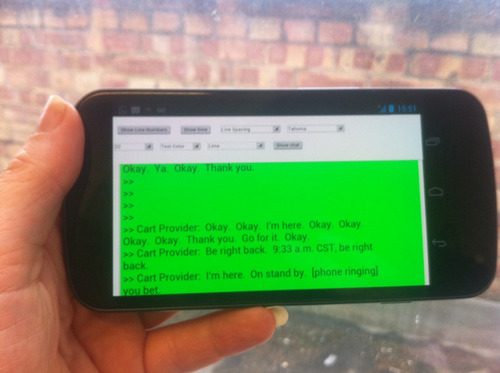 15:51
Show Line Numbers Show time Line Spacing Tahoma
Text Color Lime Show chat
Okay. Ya. Okay. Thank you.
>>
>>
>>
>>
>> Cart Provider: Okay. Okay. I'm here. Okay. Okay
Okay. Okay. Thank you. Go for it. Okay.
>> Cart Provider: Be right back. 9:33 a.m. CST, be right
back.
>> Cart Provider: I'm here. On stand by. [phone ringing]
you bet.